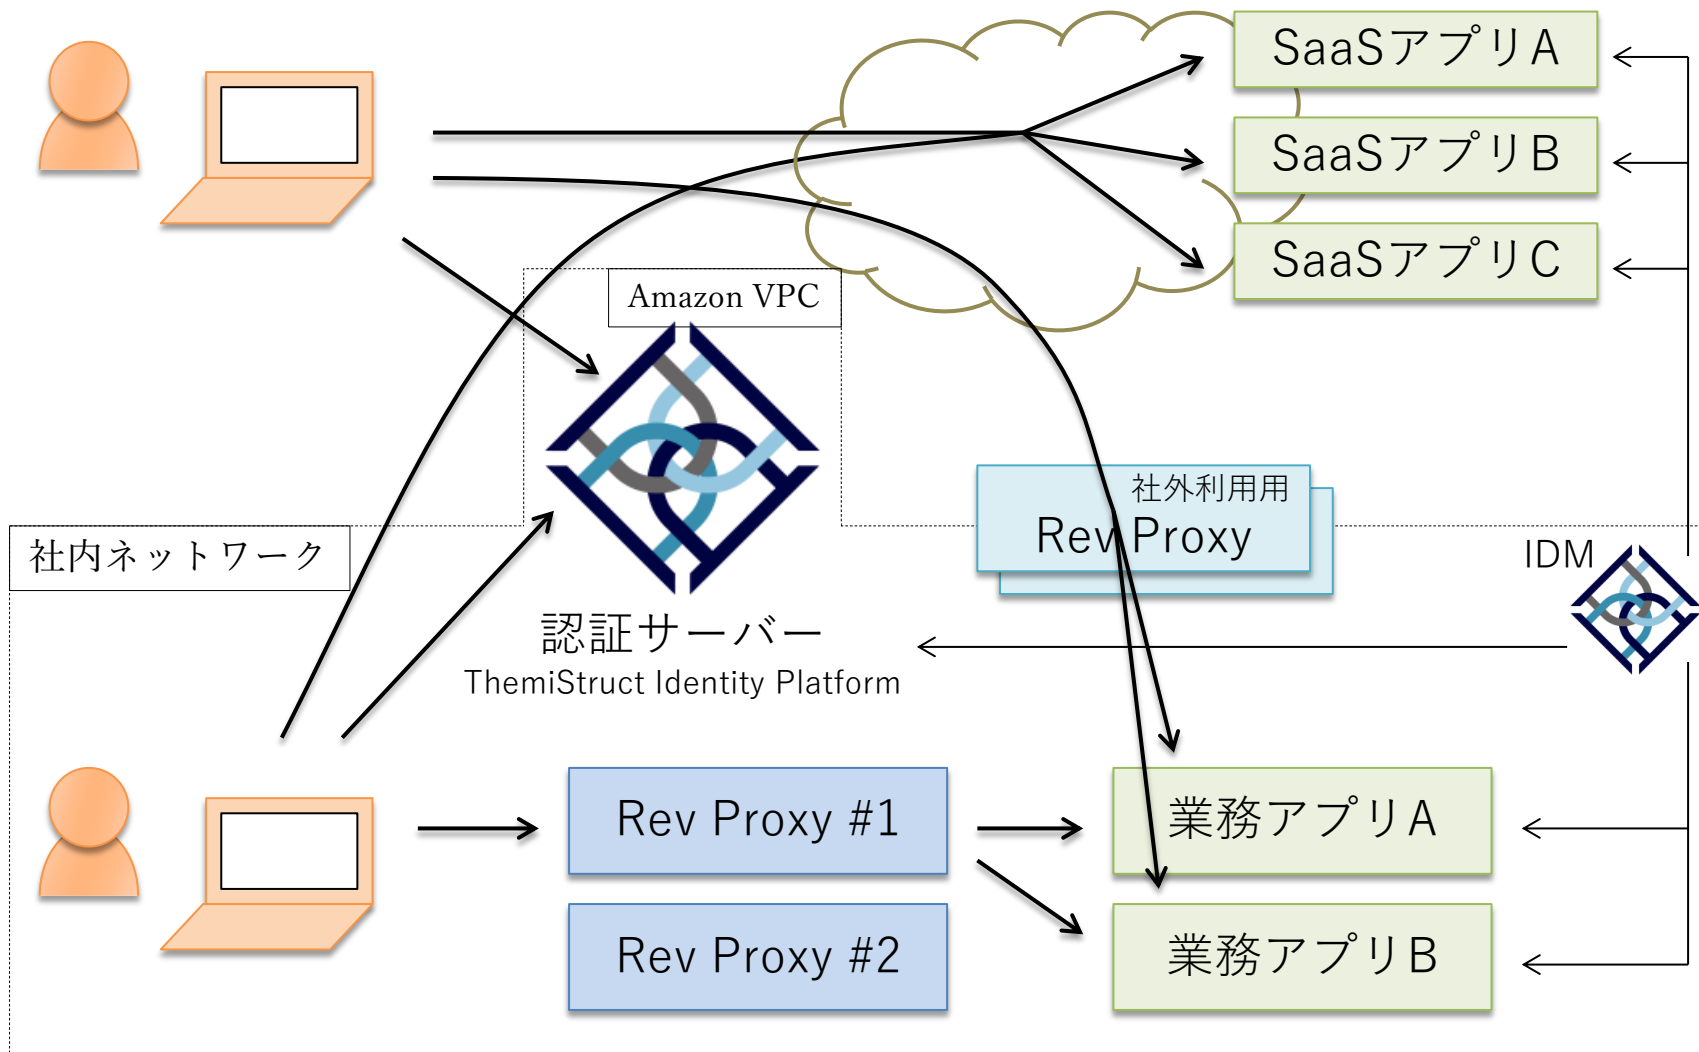 SaaSアプリA
SaaSアプリB
SaaSアプリC
Amazon VPC
社外利用用
Rev Proxy
社内ネットワーク
IDM
認証サーバー
ThemiStruct Identity Platform
Rev Proxy #1
業務アプリA
Rev Proxy #2
業務アプリB